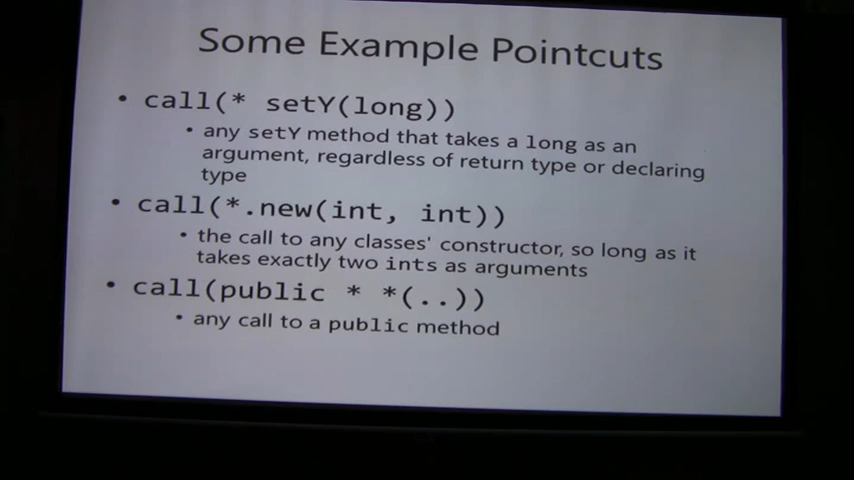 Some Example Pointcuts
• call(* setY(long))
• any setY method that takes a long as an
argument, regardless of return type or declaring
type
• call(*.new(int, int))
• the call to any classes' constructor, so long as it
takes exactly two ints as arguments
• call(public * *(..))
• any call to a public method